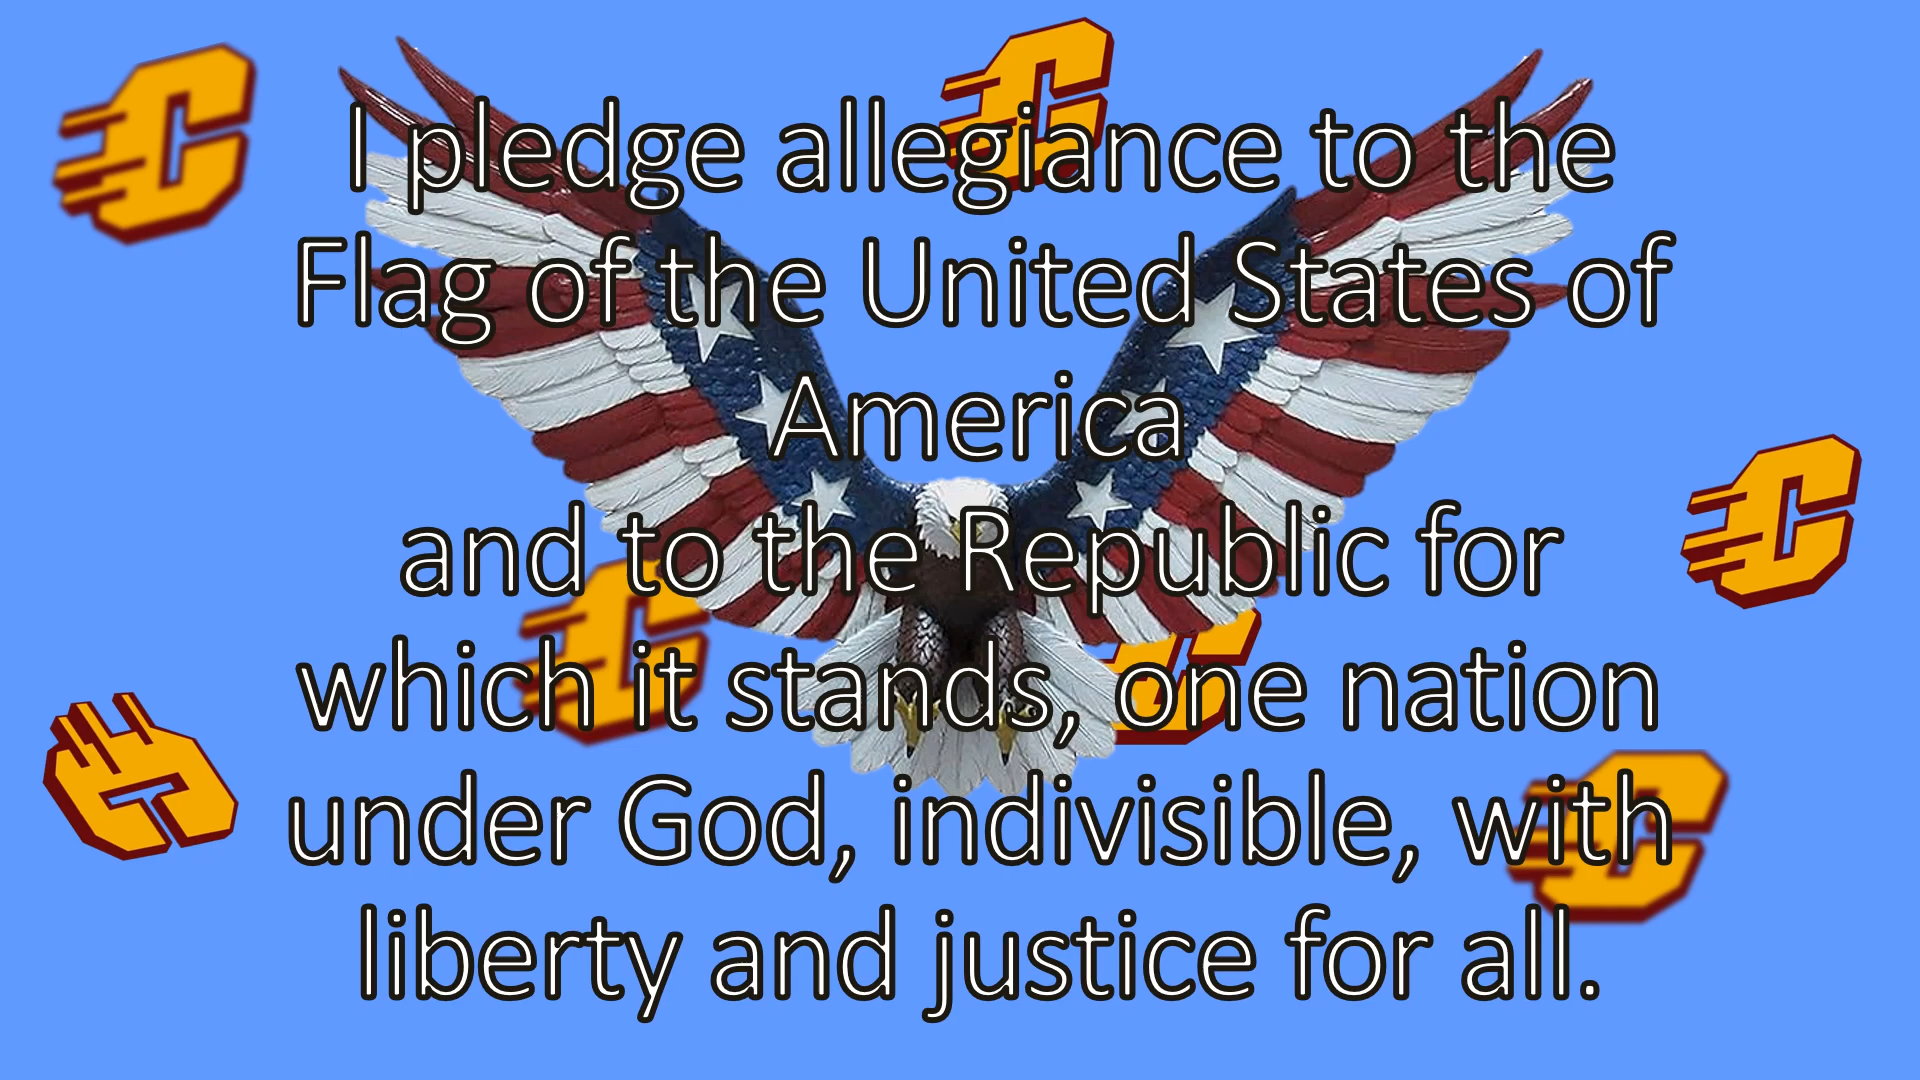 I pledge allegiance to the
Flag of the United States of
America
and to the Republic for
which it stands, one nation
under God, indivisible, with
liberty and justice for all.